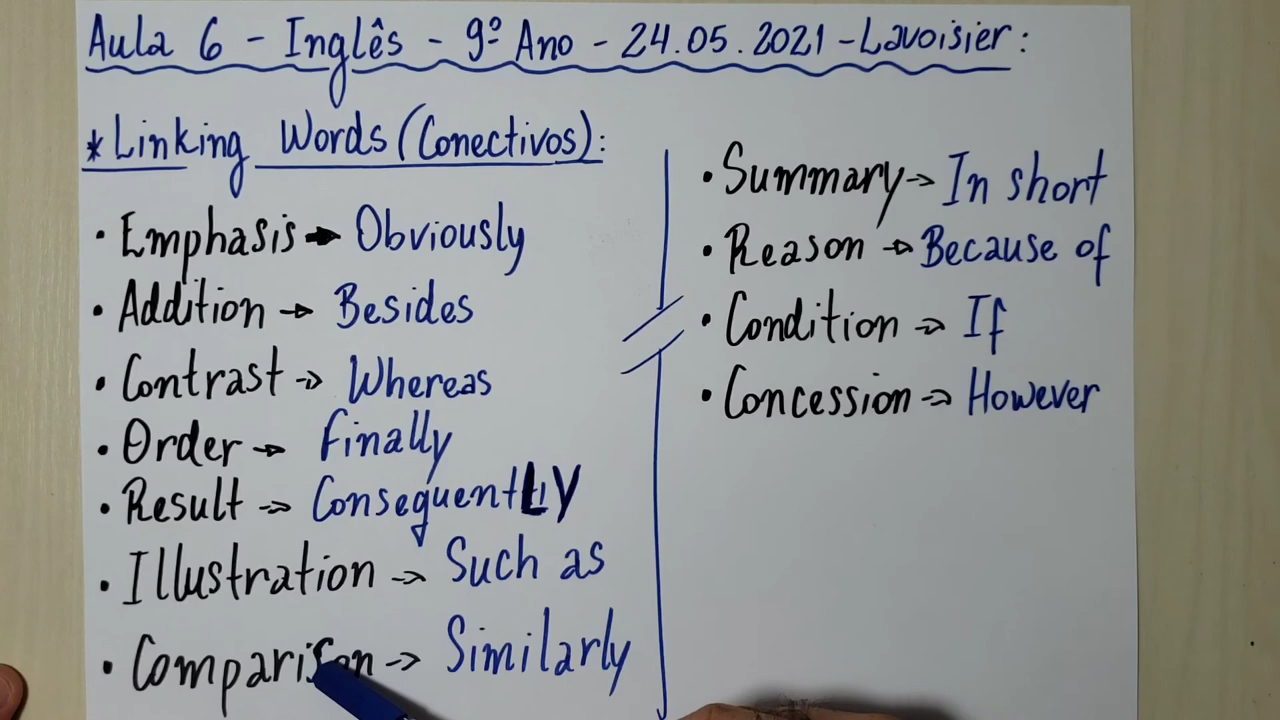 Aula 6 - Inglês - 9º Ano - 24.05.2021 - Lavoisier:
* Linking Words (Conectivos):
• Emphasis → Obviously
• Addition → Besides
• Contrast → Whereas
• Order → Finally
• Result → Consequently
• Illustration → Such as
• Comparison → Similarly
• Summary → In short
• Reason → Because of
• Condition → If
• Concession → However